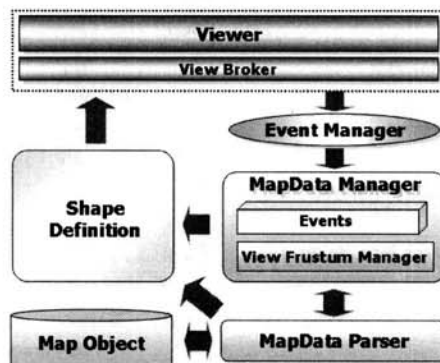 Viewer
View Broker
Event Manager
MapData Manager
Shape
Definition
Events
View Frustum Manager
Map Object
MapData Parser